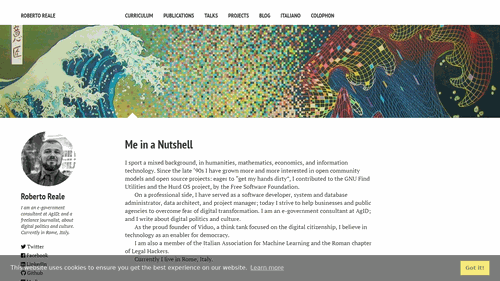 ROBERTO REALE
CURRICULUM PUBLICATIONS TALKS PROJECTS BLOG ITALIANO COLOPHON
Me in a Nutshell
I sport a mixed background, in humanities, mathematics, economics, and information
technology. Since the late '90s I have grown more and more interested in open community
models and open source projects: eager to "get my hands dirty", I contributed to the GNU Find
Utilities and the Hurd OS project, by the Free Software Foundation.
On a professional side, I have served as a software developer, system and database
administrator, data architect, and project manager; today I strive to help businesses and public
agencies to overcome fear of digital transformation. I am an e-government consultant at AgID;
and I write about digital politics and culture.
As the proud founder of Viduo, a think tank focused on the digital citizenship, I believe in
technology as an enabler for democracy.
I am also a member of the Italian Association for Machine Learning and the Roman chapter
of Legal Hackers.
Currently I live in Rome, Italy.
Roberto Reale
I am an e-government
consultant at AgID; and a
freelance journalist, about
digital politics and culture.
Currently in Rome, Italy.
Twitter
Facebook
LinkedIn
Github
This website uses cookies to ensure you get the best experience on our website. Learn more
Got it!